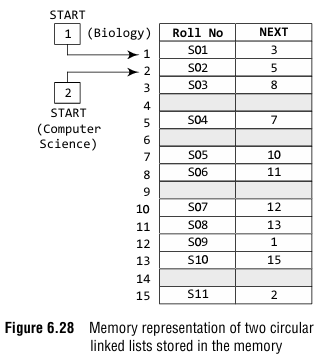 START
1 (Biology)
Roll No NEXT
1 S01 3
2 S02 5
3 S03 8
4
5 S04 7
6
7 S05 10
8 S06 11
9
10 S07 12
11 S08 13
12 S09 1
13 S10 15
14
15 S11 2
2
START
(Computer
Science)
Figure 6.28 Memory representation of two circular
linked lists stored in the memory